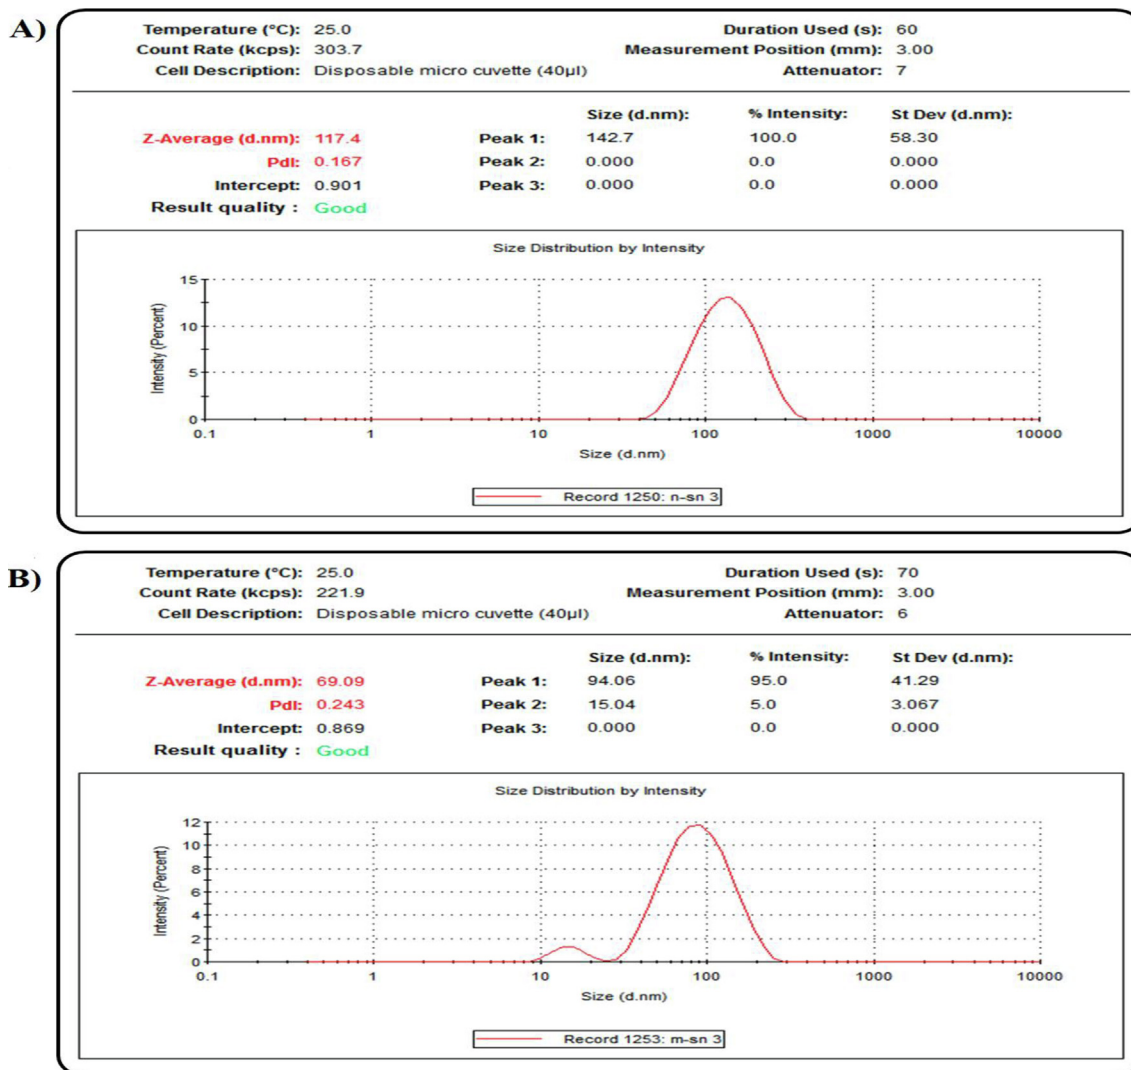 A)
Temperature (°C): 25.0 Duration Used (s): 60
Count Rate (kcps): 303.7 Measurement Position (mm): 3.00
Cell Description: Disposable micro cuvette (40µl) Attenuator: 7
Size (d.nm): % Intensity: St Dev (d.nm):
Z-Average (d.nm): 117.4 Peak 1: 142.7 100.0 58.30
PdI: 0.167 Peak 2: 0.000 0.0 0.000
Intercept: 0.901 Peak 3: 0.000 0.0 0.000
Result quality : Good
Size Distribution by Intensity
Intensity (Percent)
15
10
5
0
0.1 1 10 100 1000 10000
Size (d.nm)
Record 1250: n-sn 3
B)
Temperature (°C): 25.0 Duration Used (s): 70
Count Rate (kcps): 221.9 Measurement Position (mm): 3.00
Cell Description: Disposable micro cuvette (40µl) Attenuator: 6
Size (d.nm): % Intensity: St Dev (d.nm):
Z-Average (d.nm): 69.09 Peak 1: 94.06 95.0 41.29
PdI: 0.243 Peak 2: 15.04 5.0 3.067
Intercept: 0.869 Peak 3: 0.000 0.0 0.000
Result quality : Good
Size Distribution by Intensity
Intensity (Percent)
12
10
8
6
4
2
0
0.1 1 10 100 1000 10000
Size (d.nm)
Record 1253: m-sn 3